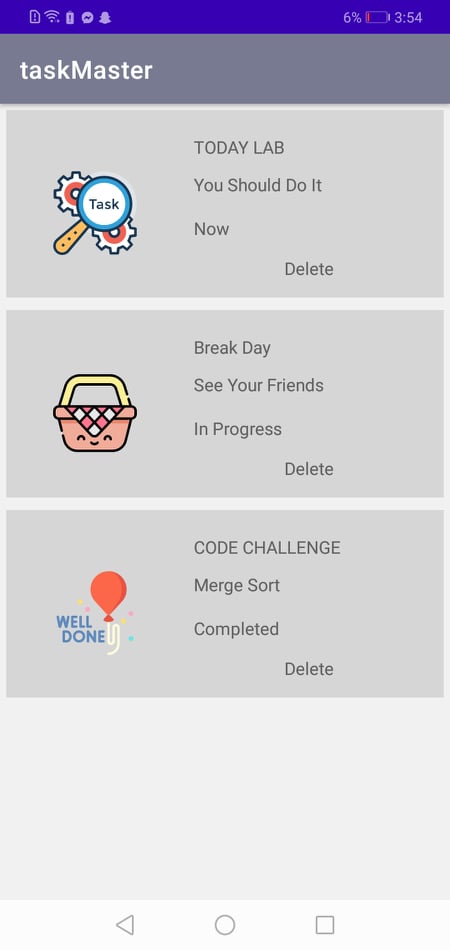 6% 3:54
taskMaster
TODAY LAB
You Should Do It
Task
Now
Delete
Break Day
See Your Friends
In Progress
Delete
CODE CHALLENGE
Merge Sort
WELL
DONE
Completed
Delete